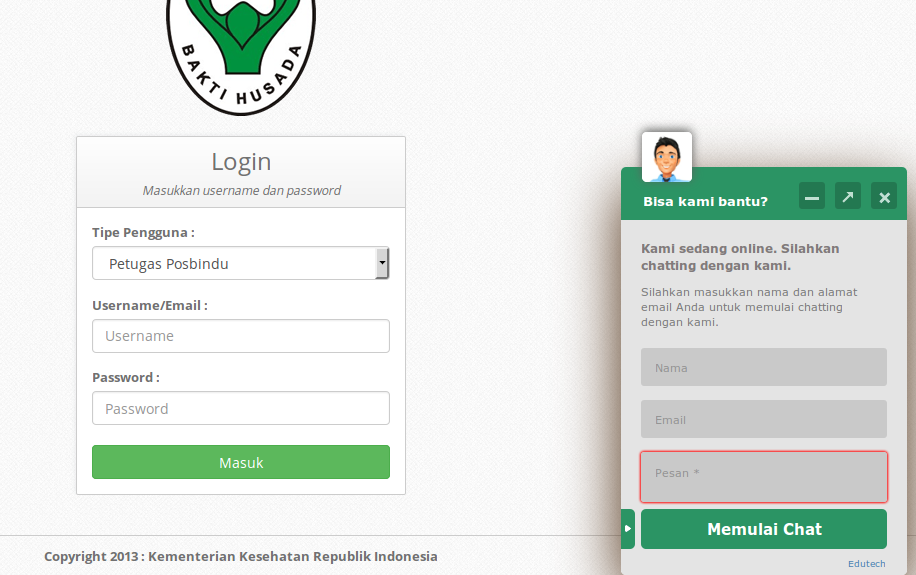 BAKTI HUSADA
Login
Masukkan username dan password
Tipe Pengguna :
Petugas Posbindu
Username/Email :
Username
Password :
Password
Masuk
Copyright 2013 : Kementerian Kesehatan Republik Indonesia
Bisa kami bantu?
Kami sedang online. Silahkan
chatting dengan kami.
Silahkan masukkan nama dan alamat
email Anda untuk memulai chatting
dengan kami.
Nama
Email
Pesan *
Memulai Chat
Edutech